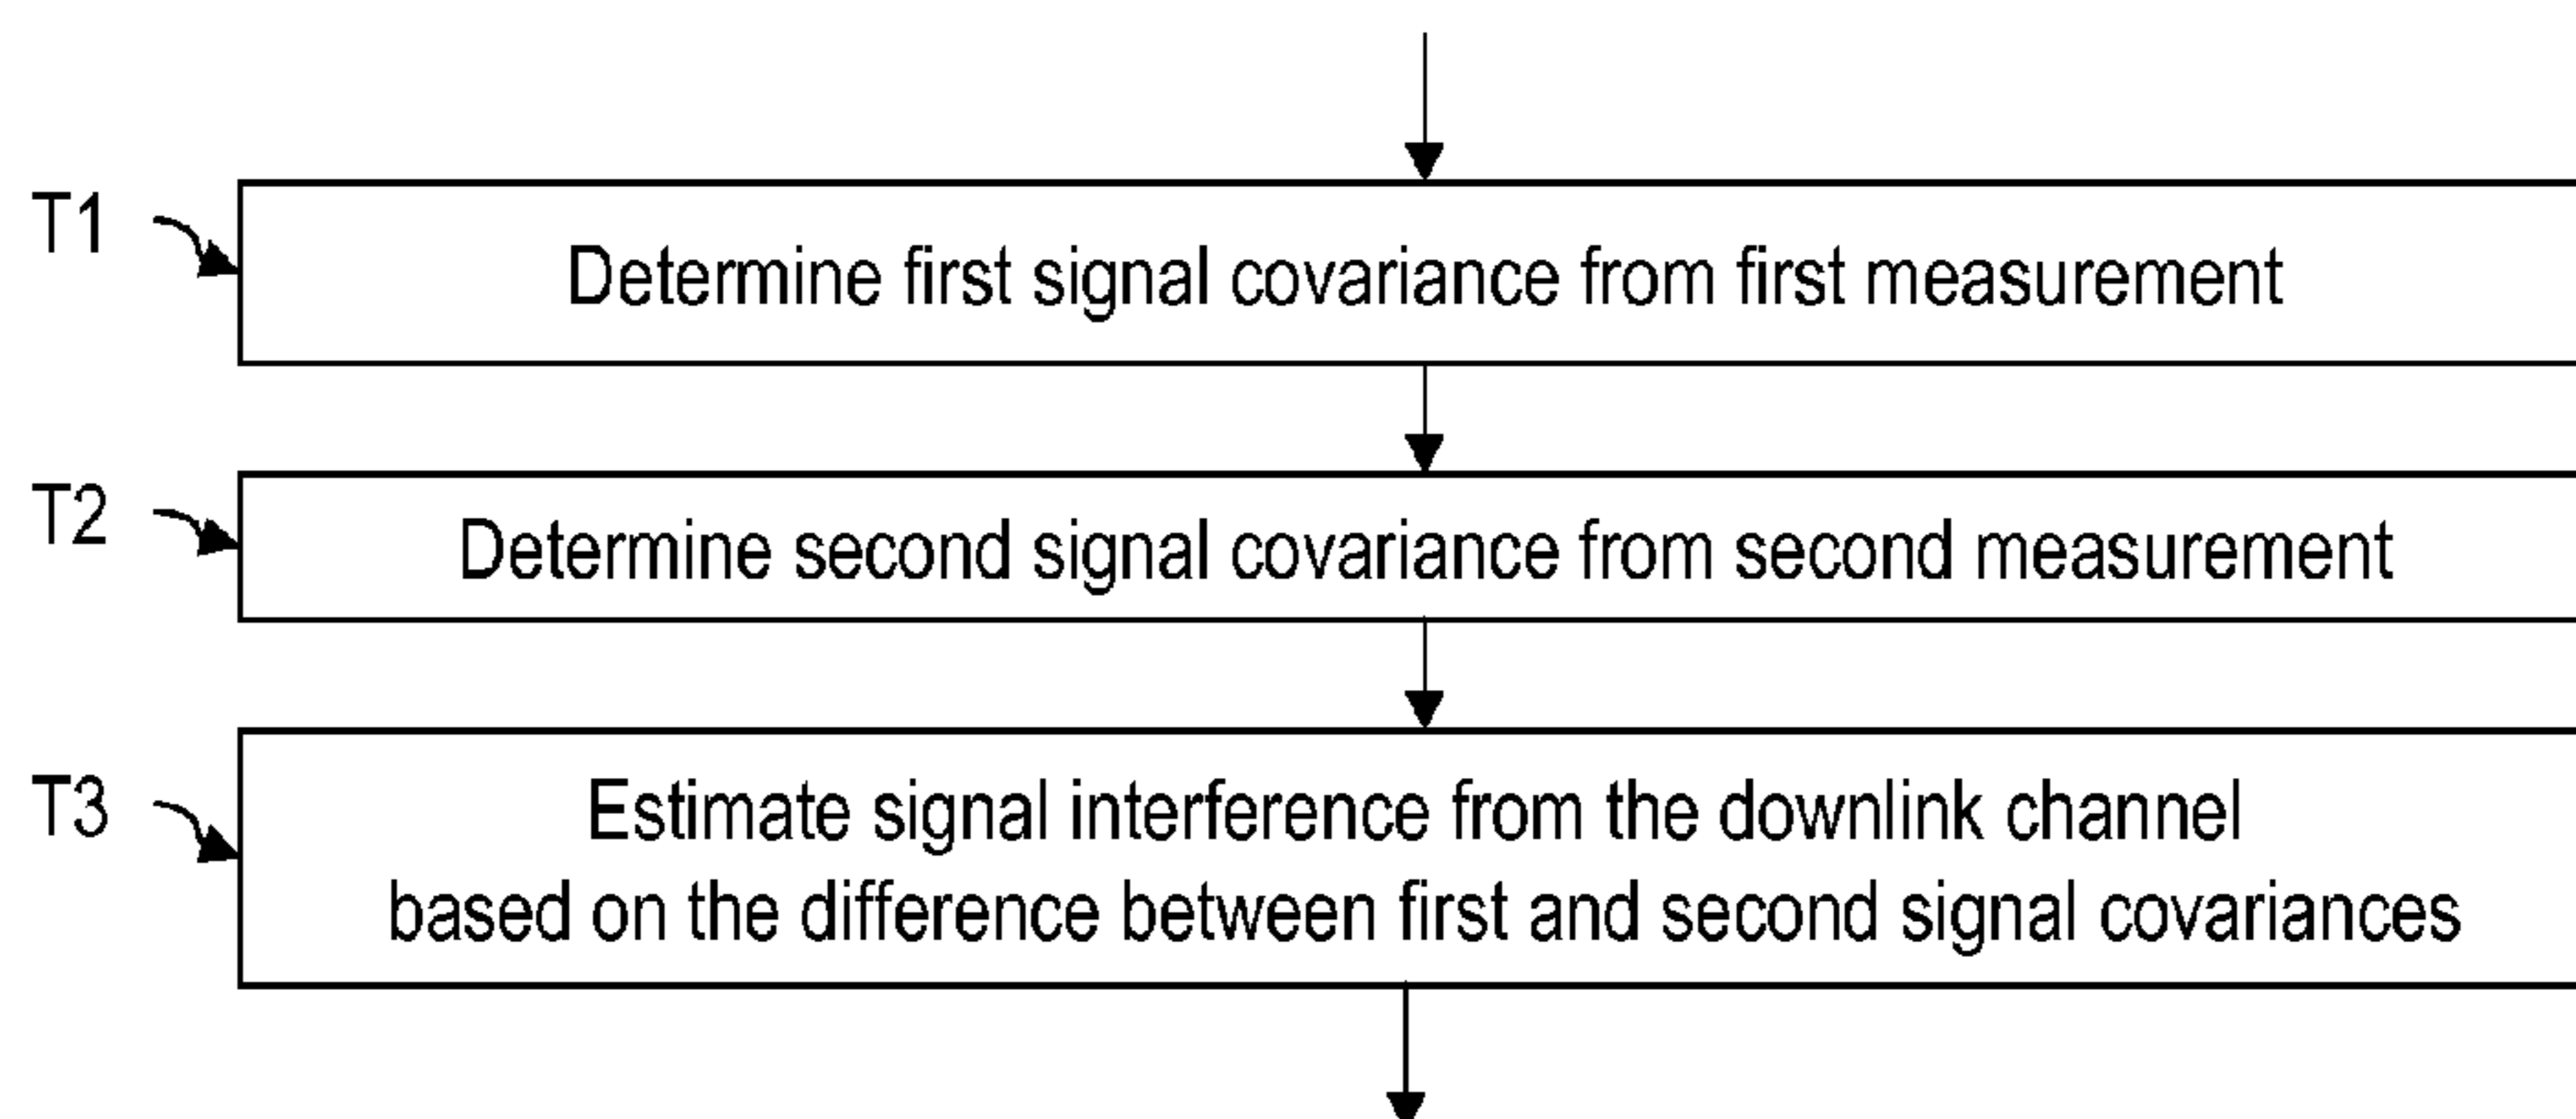 T1
Determine first signal covariance from first measurement
T2
Determine second signal covariance from second measurement
T3
Estimate signal interference from the downlink channel
based on the difference between first and second signal covariances